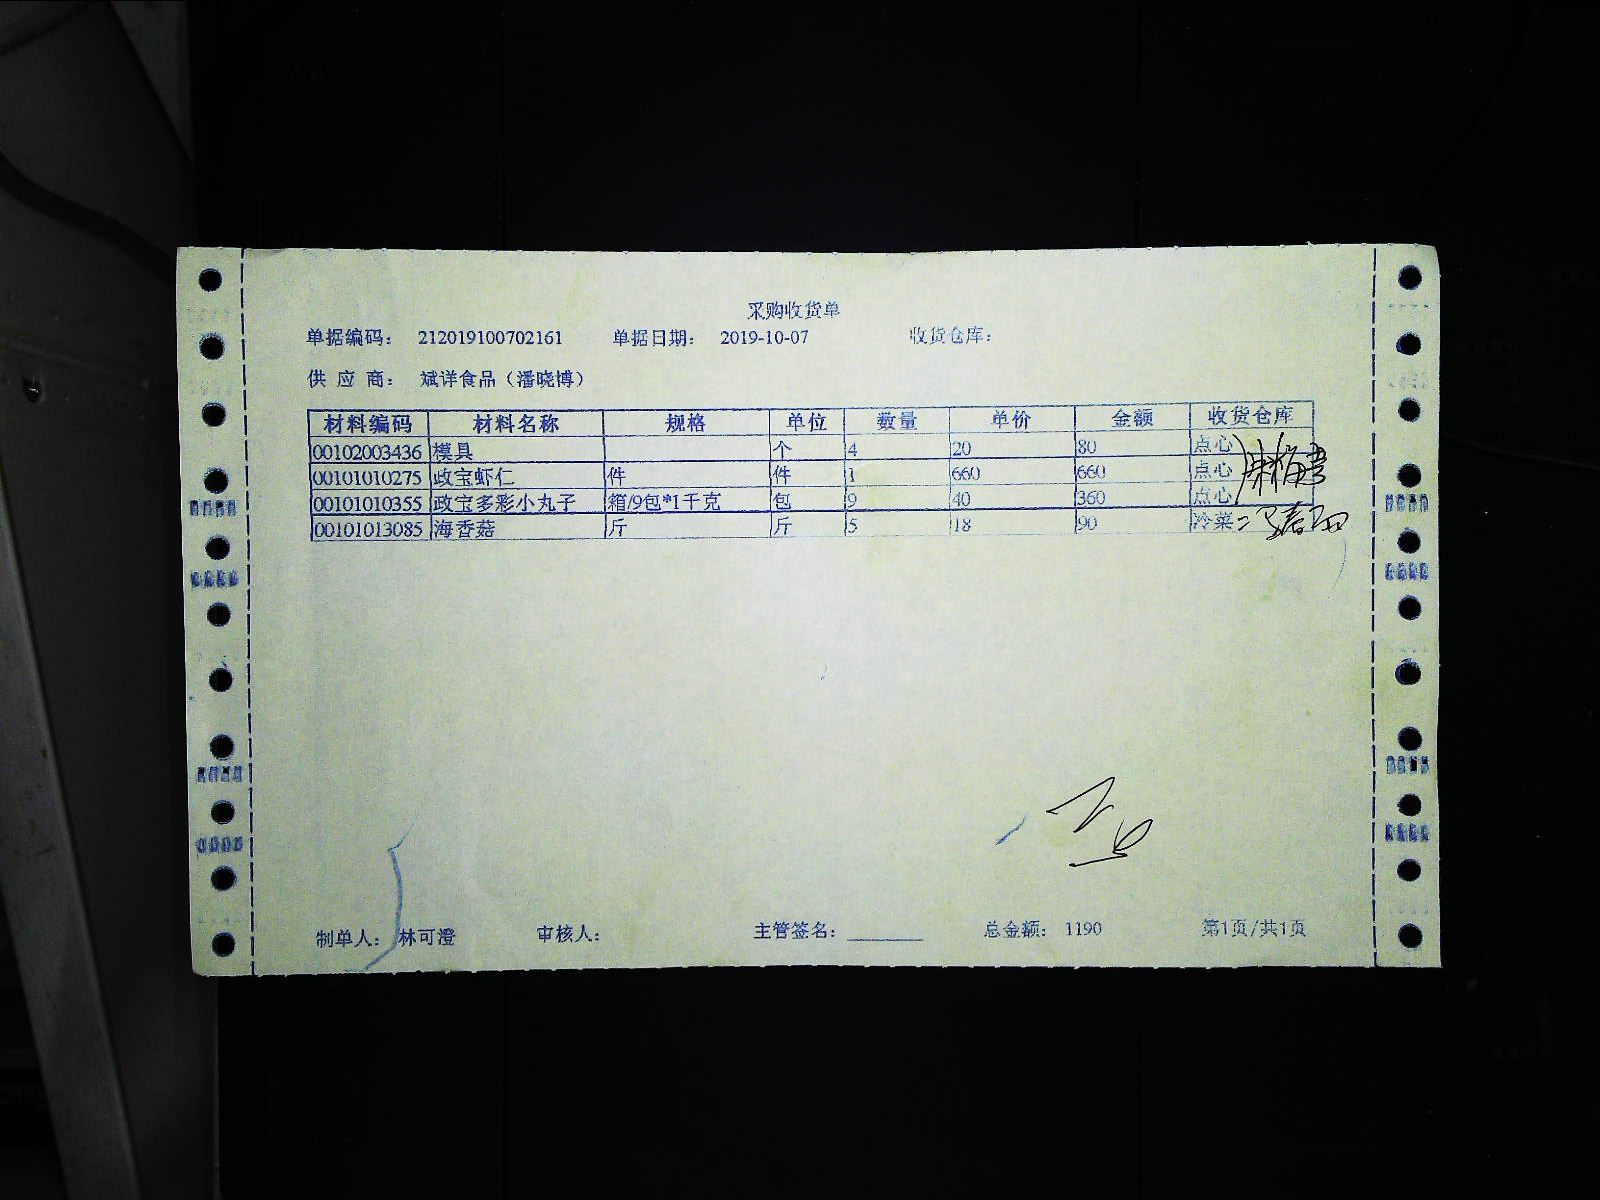 采购收货单
单据编码: 212019100702161 单据日期: 2019-10-07 收货仓库:
供 应 商: 斌详食品（潘晓博）
材料编码 材料名称 规格 单位 数量 单价 金额 收货仓库
00102003436 模具 个 4 20 80 点心
00101010275 政宝虾仁 件 件 1 660 660 点心
00101010355 政宝多彩小丸子 箱/9包*1千克 包 9 40 360 点心
00101013085 海香菇 斤 斤 5 18 90 冷菜
制单人: 林可澄 审核人: 主管签名: 总金额: 1190 第1页/共1页